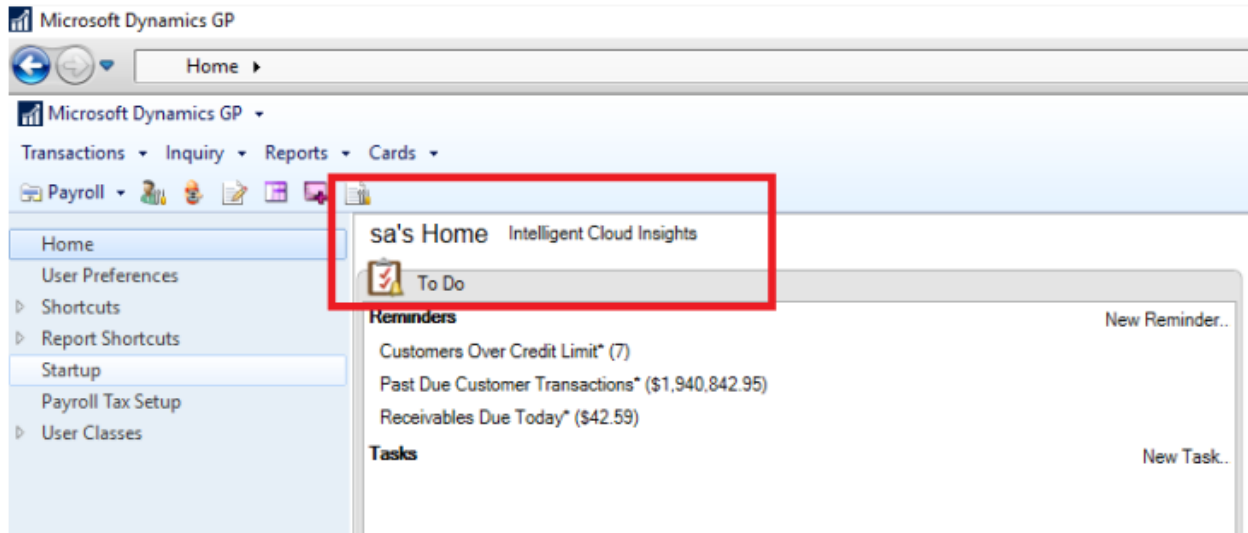 Microsoft Dynamics GP
Home
Microsoft Dynamics GP
Transactions Inquiry Reports Cards
Payroll
sa's Home Intelligent Cloud Insights
Home
To Do
User Preferences
Shortcuts
Reminders New Reminder..
Report Shortcuts
Customers Over Credit Limit* (7)
Startup
Past Due Customer Transactions* ($1,940,842.95)
Payroll Tax Setup
Receivables Due Today* ($42.59)
User Classes
Tasks New Task..